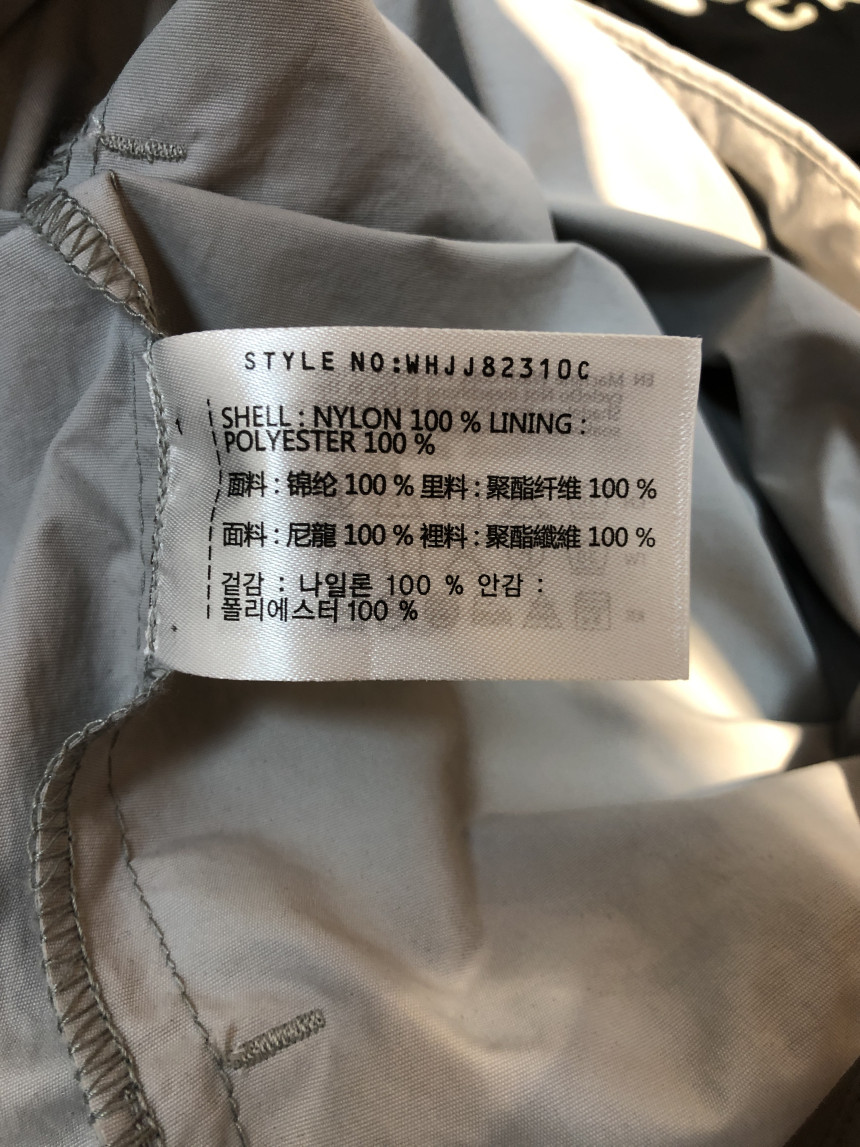 STYLE NO:WHJJ82310C
SHELL : NYLON 100 % LINING :
POLYESTER 100 %
面料 : 锦纶 100 % 里料 : 聚酯纤维 100 %
面料 : 尼龍 100 % 裡料 : 聚酯纖維 100 %
겉감 : 나일론 100 % 안감 :
폴리에스터 100 %